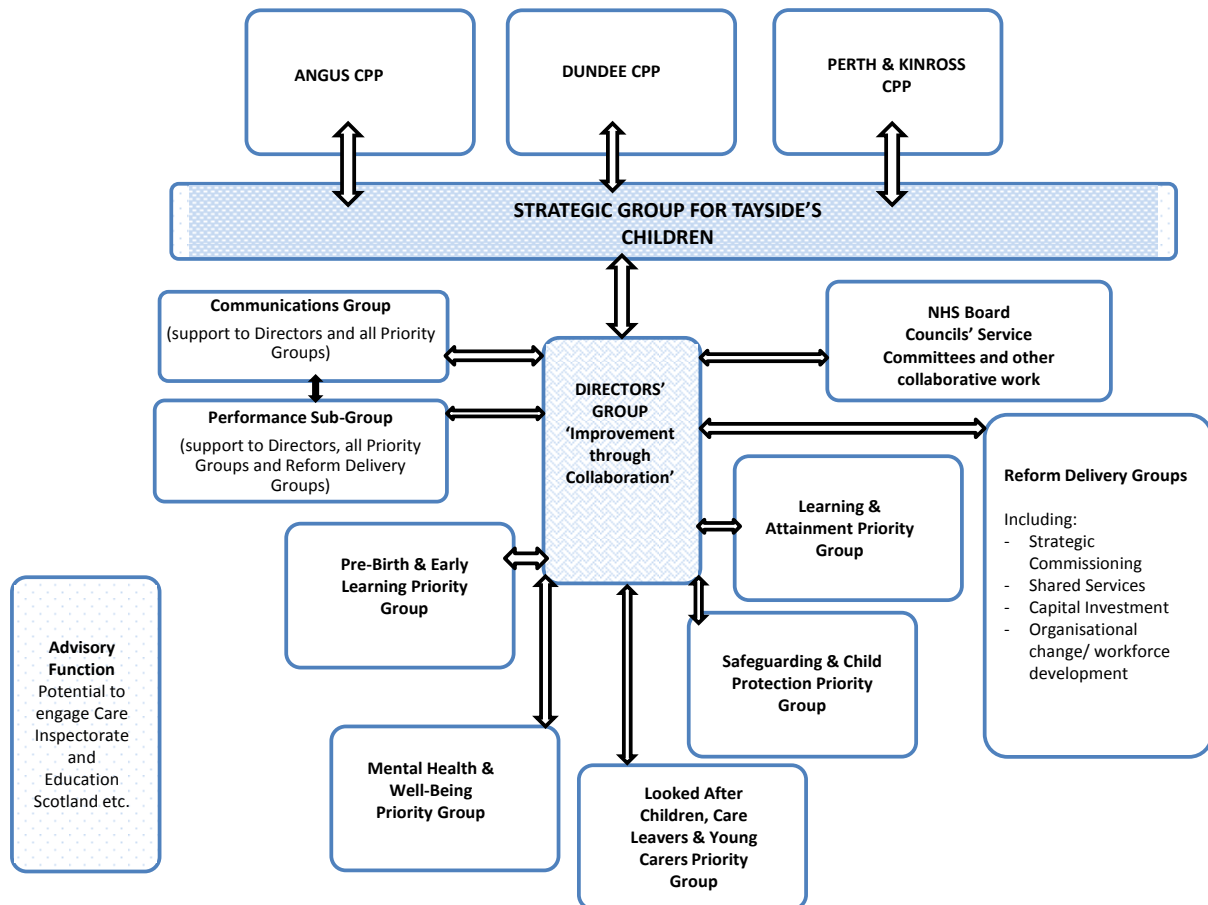 ANGUS CPP
DUNDEE CPP
PERTH & KINROSS
CPP
STRATEGIC GROUP FOR TAYSIDE'S
CHILDREN
Communications Group
(support to Directors and all Priority
Groups)
NHS Board
Councils' Service
Committees and other
collaborative work
Performance Sub-Group
(support to Directors, all Priority
Groups and Reform Delivery
Groups)
DIRECTORS'
GROUP
'Improvement
through
Collaboration'
Reform Delivery Groups
Including:
- Strategic
Commissioning
- Shared Services
- Capital Investment
- Organisational
change/ workforce
development
Learning &
Attainment Priority
Group
Pre-Birth & Early
Learning Priority
Group
Safeguarding & Child
Protection Priority
Group
Advisory
Function
Potential to
engage Care
Inspectorate
and
Education
Scotland etc.
Mental Health &
Well-Being
Priority Group
Looked After
Children, Care
Leavers & Young
Carers Priority
Group